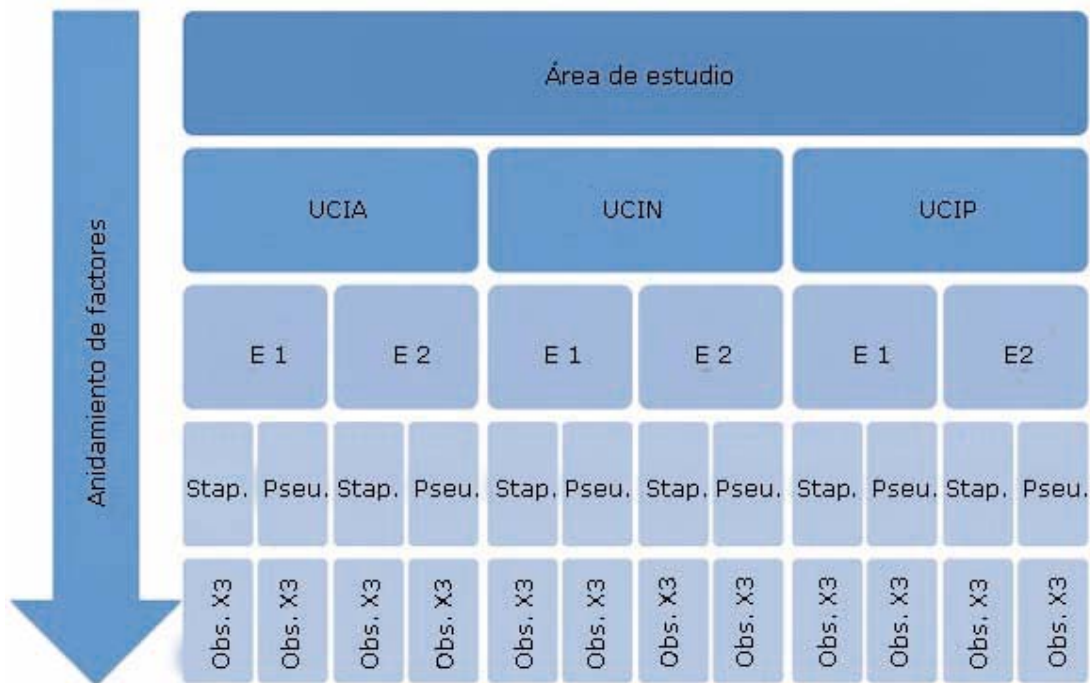 Anidamiento de factores
Área de estudio
UCIA UCIN UCIP
E 1 E 2 E 1 E 2 E 1 E2
Stap. Pseu. Stap. Pseu. Stap. Pseu. Stap. Pseu. Stap. Pseu. Stap. Pseu.
Obs. X3 Obs. X3 Obs. X3 Obs. X3 Obs. X3 Obs. X3 Obs. X3 Obs. X3 Obs. X3 Obs. X3 Obs. X3 Obs. X3